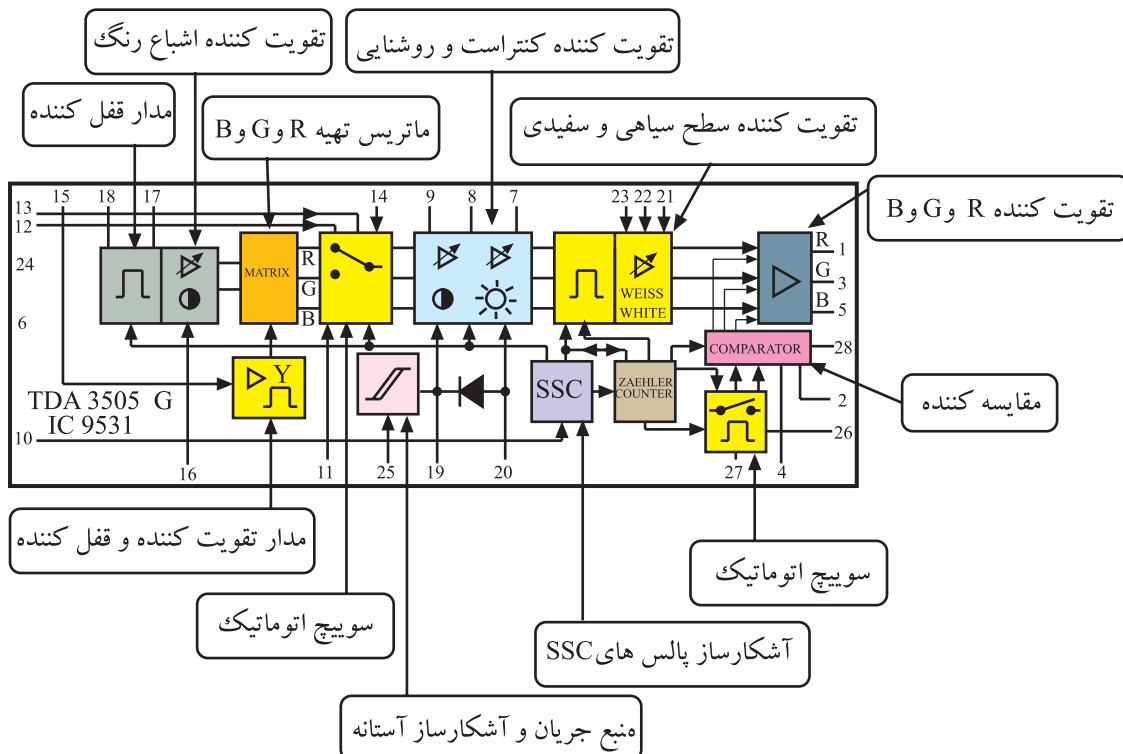 تقویت کننده اشباع رنگ
تقویت کننده کنتراست و روشنایی
مدار قفل کننده
ماتریس تهیه R وG وB
تقویت کننده سطح سیاهی و سفیدی
تقویت کننده R وG وB
15 18 17 14 9 8 7 23 22 21
13
12
24
6
MATRIX
R
G
B
WEISS
WHITE
R
1
G
3
B
5
COMPARATOR
28
2
Y
SSC
ZAEHLER
COUNTER
TDA 3505 G
IC 9531
10
26
16 11 25 19 20 27 4
مقایسه کننده
مدار تقویت کننده و قفل کننده
سوییچ اتوماتیک
سوییچ اتوماتیک
آشکارساز پالس های SSC
منبع جریان و آشکارساز آستانه